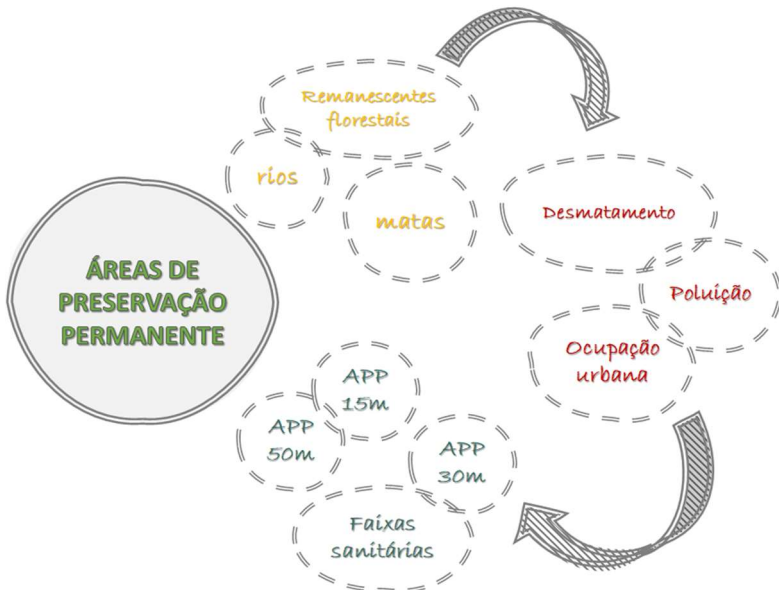 Remanescentes
florestais
rios
matas
ÁREAS DE
PRESERVAÇÃO
PERMANENTE
Desmatamento
Poluição
Ocupação
urbana
APP
15m
APP
50m
APP
30m
Faixas
sanitárias